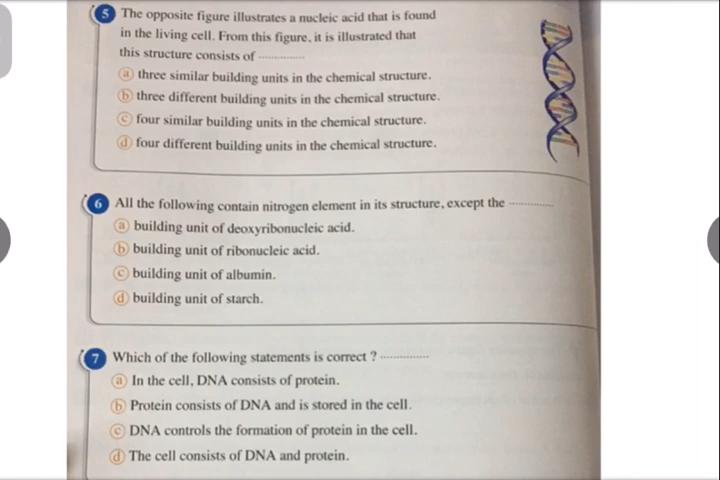 5 The opposite figure illustrates a nucleic acid that is found
in the living cell. From this figure, it is illustrated that
this structure consists of ..............
a three similar building units in the chemical structure.
b three different building units in the chemical structure.
c four similar building units in the chemical structure.
d four different building units in the chemical structure.
6 All the following contain nitrogen element in its structure, except the ..............
a building unit of deoxyribonucleic acid.
b building unit of ribonucleic acid.
c building unit of albumin.
d building unit of starch.
7 Which of the following statements is correct ? ..............
a In the cell, DNA consists of protein.
b Protein consists of DNA and is stored in the cell.
c DNA controls the formation of protein in the cell.
d The cell consists of DNA and protein.